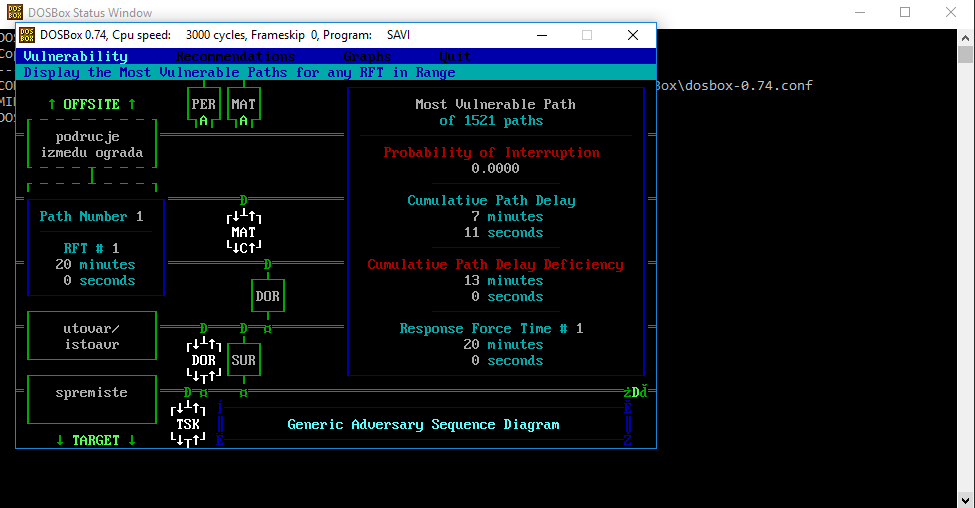 DOSBox Status Window
DOSBox 0.74, Cpu speed: 3000 cycles, Frameskip 0, Program: SAVI
Box\dosbox-0.74.conf
Vulnerability Recommendations Graphs Quit
Display the Most Vulnerable Paths for any RFT in Range
↑ OFFSITE ↑
PER MAT
A A
podrucje
izmedu ograda
Path Number 1
RFT # 1
20 minutes
0 seconds
D
MAT
↓C↑
D
DOR
utovar/
istoavr
D D
DOR SUR
spremiste
D
TSK
↓ TARGET ↓
Most Vulnerable Path
of 1521 paths
Probability of Interruption
0.0000
Cumulative Path Delay
7 minutes
11 seconds
Cumulative Path Delay Deficiency
13 minutes
0 seconds
Response Force Time # 1
20 minutes
0 seconds
Generic Adversary Sequence Diagram